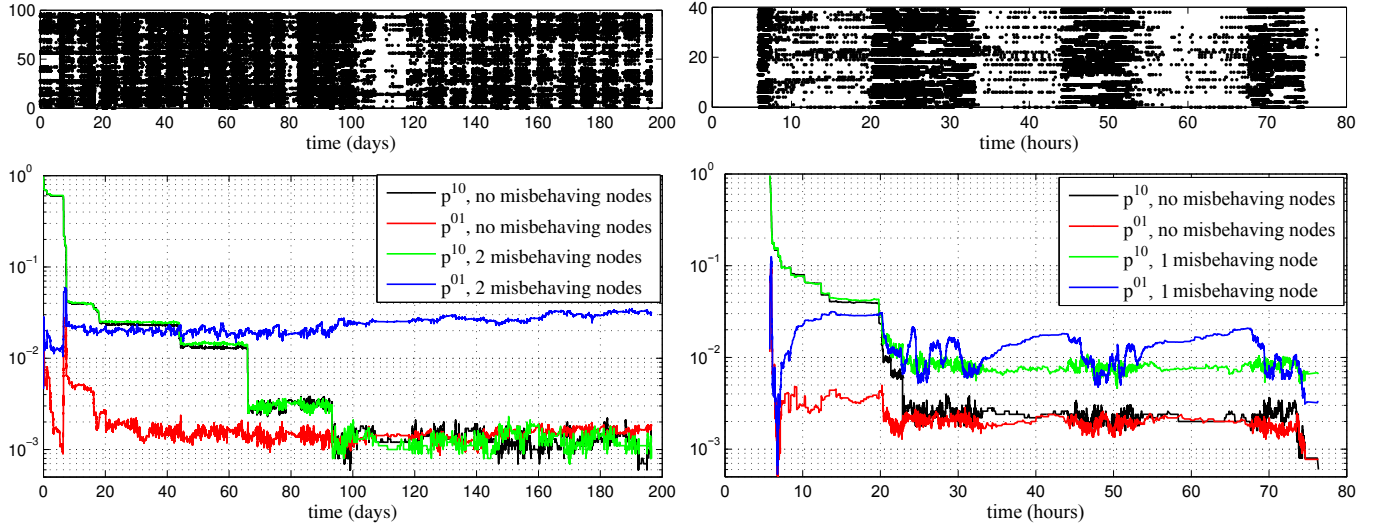 100
50
0
0 20 40 60 80 100 120 140 160 180 200
time (days)
40
20
0
0 10 20 30 40 50 60 70 80
time (hours)
10^0
10^-1
10^-2
10^-3
0 20 40 60 80 100 120 140 160 180 200
time (days)
p^10, no misbehaving nodes
p^01, no misbehaving nodes
p^10, 2 misbehaving nodes
p^01, 2 misbehaving nodes
10^0
10^-1
10^-2
10^-3
0 10 20 30 40 50 60 70 80
time (hours)
p^10, no misbehaving nodes
p^01, no misbehaving nodes
p^10, 1 misbehaving node
p^01, 1 misbehaving node